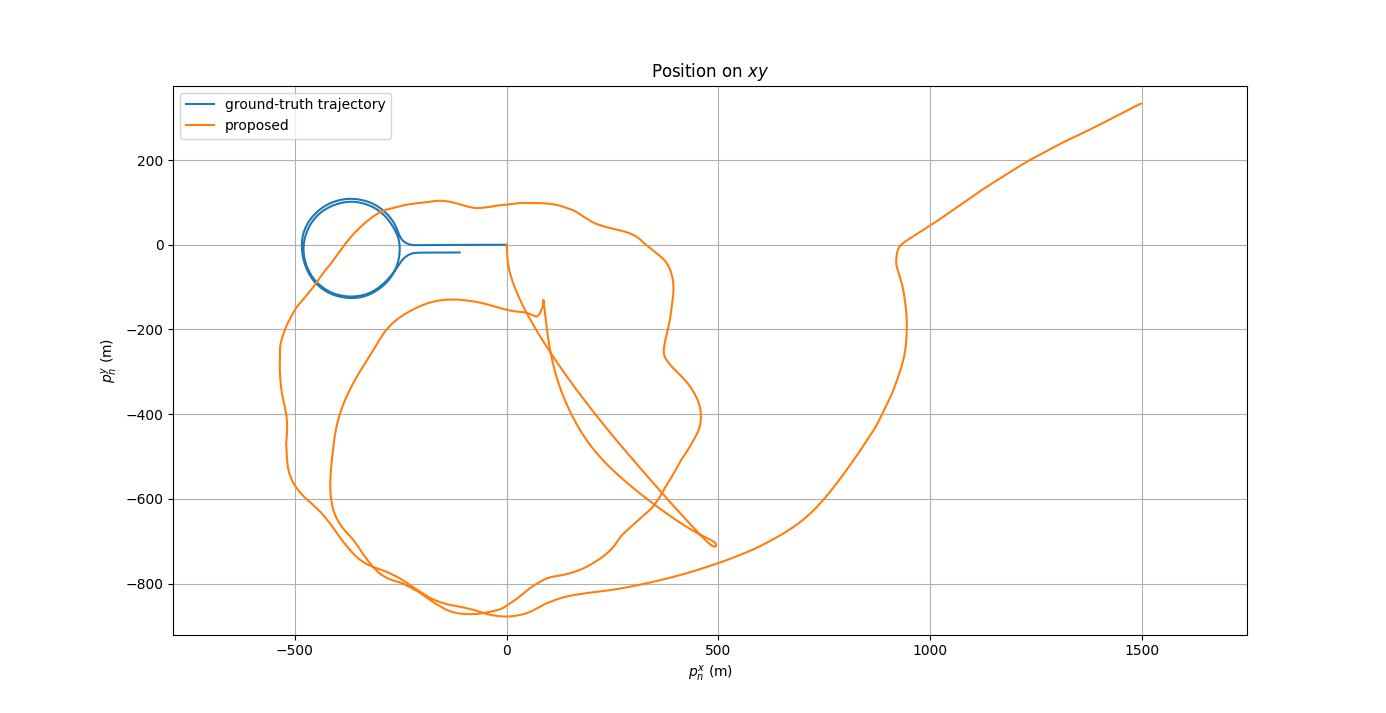 Position on xy
ground-truth trajectory
proposed
200
0
−200
−400
−600
−800
p_n^y (m)
−500
0
500
1000
1500
p_n^x (m)